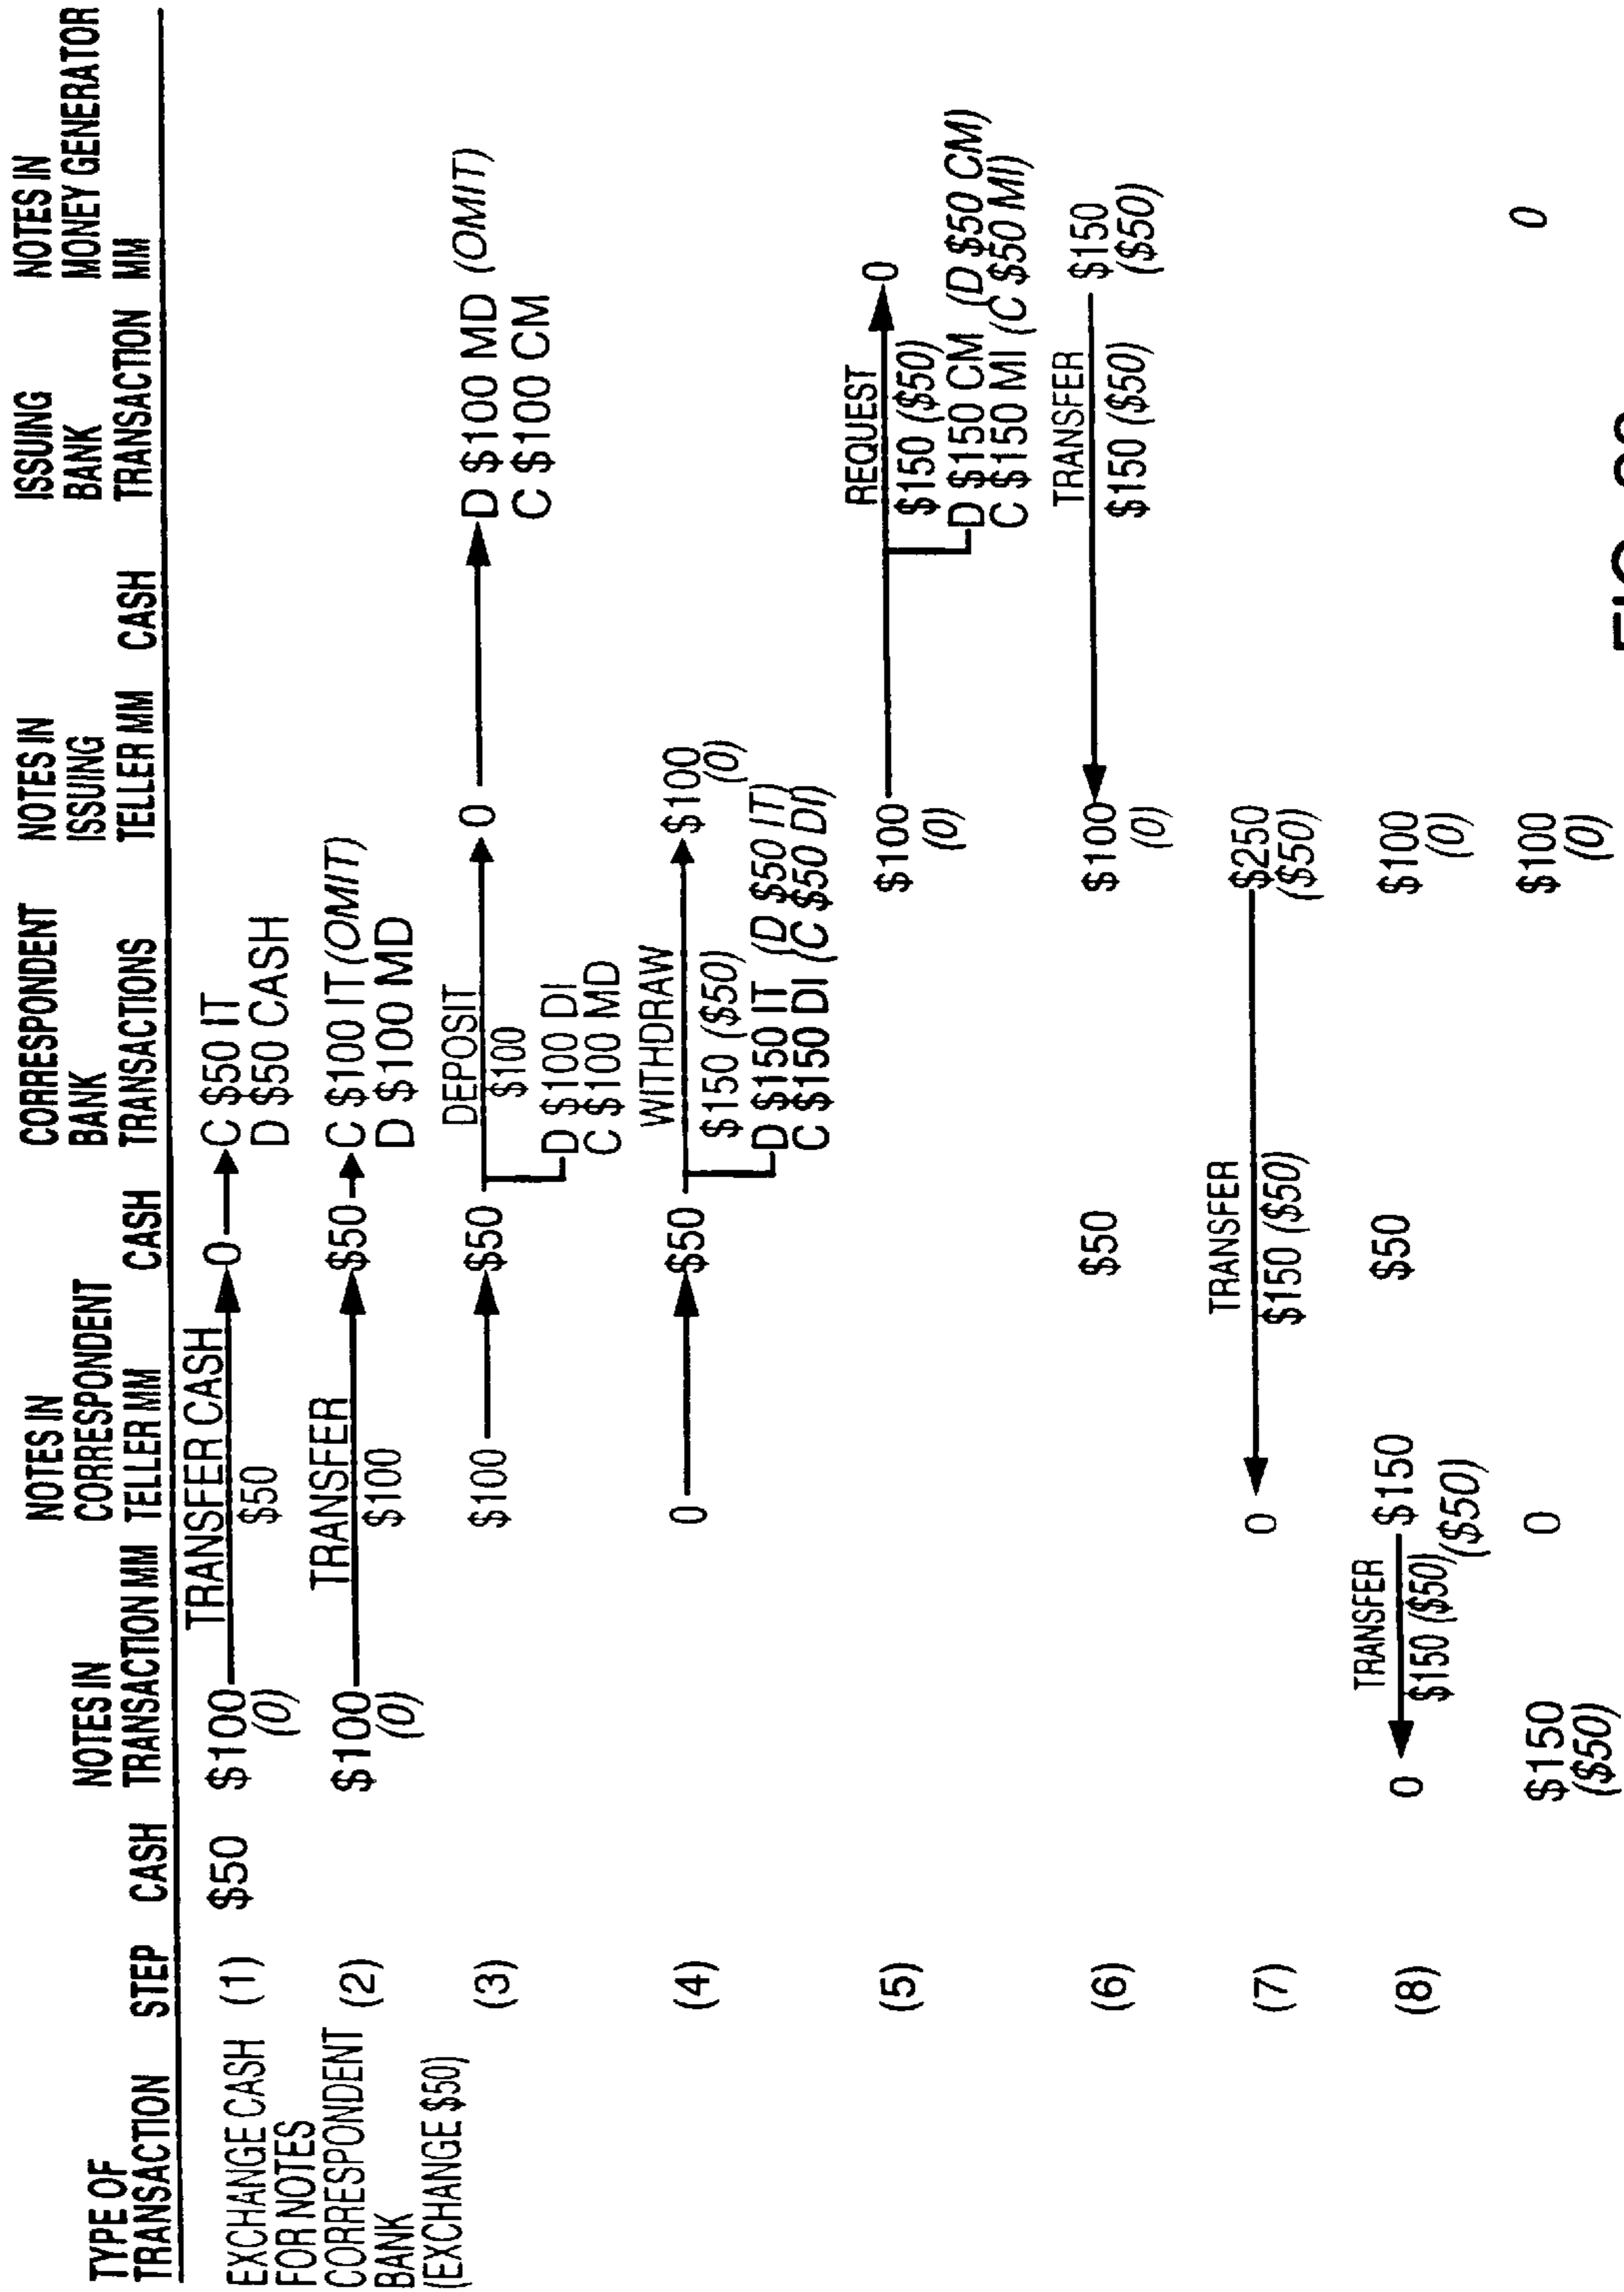 TYPE OF
TRANSACTION
STEP
CASH
NOTES IN
TRANSACTION MM
NOTES IN
CORRESPONDENT
TELLER MM
CASH
CORRESPONDENT
BANK
TRANSACTIONS
NOTES IN
ISSUING
TELLER MM
CASH
ISSUING
BANK
TRANSACTION
NOTES IN
MONEY GENERATOR
MM
EXCHANGE CASH
FOR NOTES
CORRESPONDENT
BANK
(EXCHANGE $50)
(1)
$50
$100
(0)
TRANSFER CASH
$50
0
C $50 IT
D $50 CASH
(2)
$100
(0)
TRANSFER
$100
$50
C $100 IT (OMIT)
D $100 MD
(3)
$100
$50
DEPOSIT
$100
D $100 DI
C $100 MD
0
D $100 MD (OMIT)
C $100 CM
(4)
0
$50
WITHDRAW
$150 ($50)
D $150 IT (D $50 IT)
C $150 DI (C $50 DI)
$100
(0)
(5)
$100
(0)
REQUEST
$150 ($50)
D $150 CM (D $50 CM)
C $150 MI (C $50 MI)
0
(6)
$50
$100
(0)
TRANSFER
$150 ($50)
$150
($50)
(7)
0
TRANSFER
$150 ($50)
$250
($50)
(8)
0
TRANSFER
$150 ($50)
$150
($50)
$50
$100
(0)
$150
($50)
0
$100
(0)
0